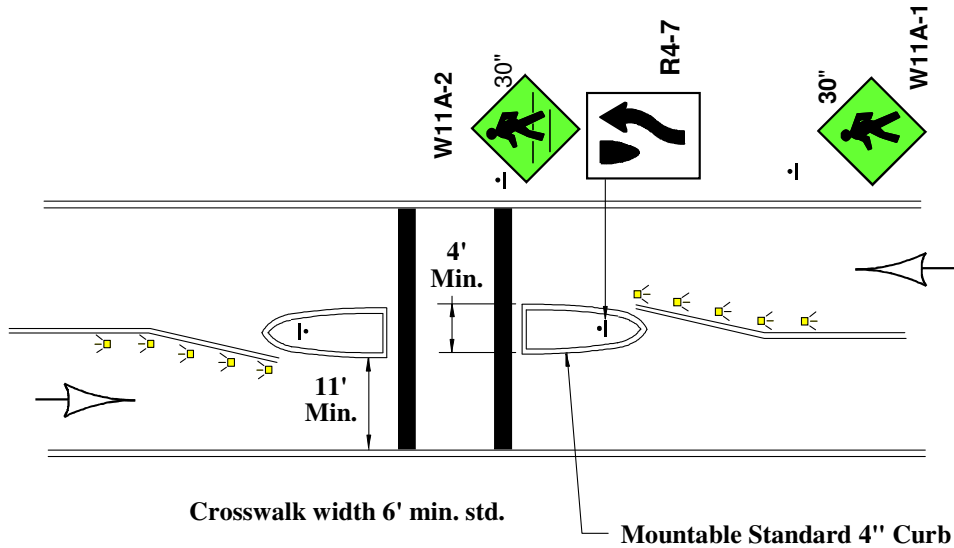 W11A-2
30"
R4-7
30"
W11A-1
4'
Min.
11'
Min.
Crosswalk width 6' min. std.
Mountable Standard 4" Curb